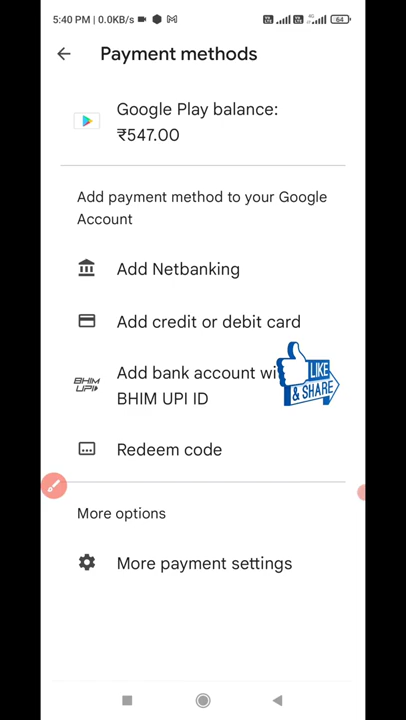 5:40 PM | 0.0KB/s
64
Payment methods
Google Play balance:
₹547.00
Add payment method to your Google
Account
Add Netbanking
Add credit or debit card
Add bank account wi
BHIM UPI ID
BHIM
UPI
LIKE
& SHARE
Redeem code
More options
More payment settings